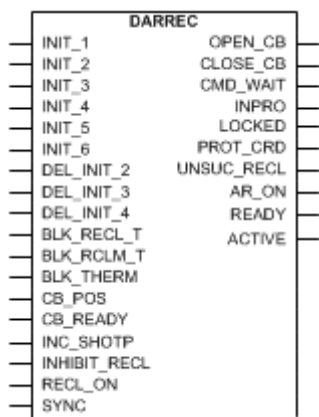 DARREC
INIT_1
INIT_2
INIT_3
INIT_4
INIT_5
INIT_6
DEL_INIT_2
DEL_INIT_3
DEL_INIT_4
BLK_RECL_T
BLK_RCLM_T
BLK_THERM
CB_POS
CB_READY
INC_SHOTP
INHIBIT_RECL
RECL_ON
SYNC
OPEN_CB
CLOSE_CB
CMD_WAIT
INPRO
LOCKED
PROT_CRD
UNSUC_RECL
AR_ON
READY
ACTIVE